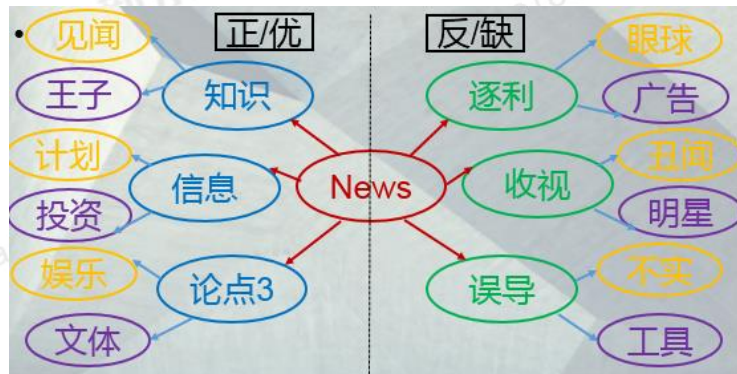 • 见闻 正/优 反/缺 眼球
王子 知识 逐利 广告
计划 丑闻
信息 News 收视
投资 明星
娱乐 不实
论点3 误导
文体 工具